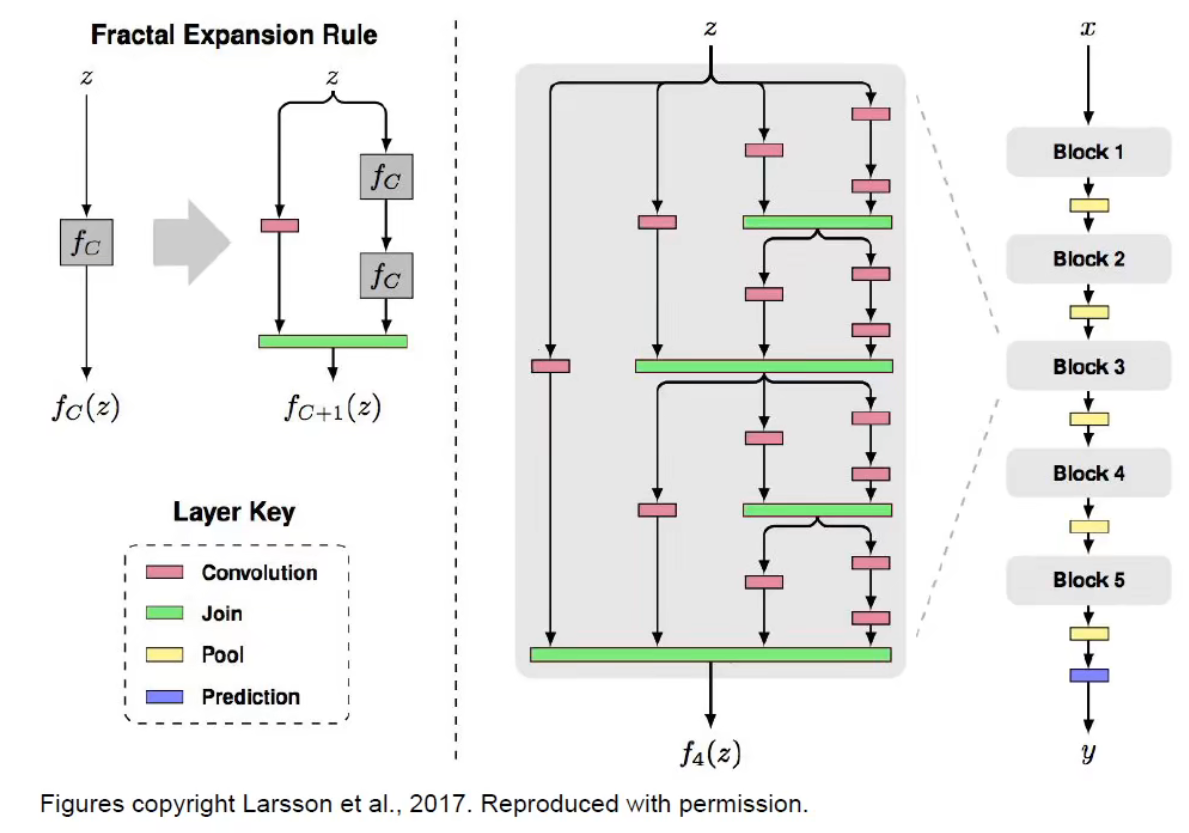 Fractal Expansion Rule
z
f_C
f_C(z)
z
f_C
f_C
f_{C+1}(z)
Layer Key
Convolution
Join
Pool
Prediction
z
f_4(z)
x
Block 1
Block 2
Block 3
Block 4
Block 5
y
Figures copyright Larsson et al., 2017. Reproduced with permission.